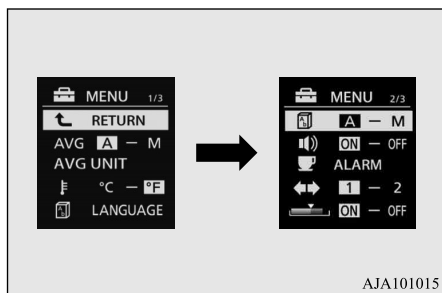 MENU 1/3
RETURN
AVG A — M
AVG UNIT
°C — °F
LANGUAGE
MENU 2/3
A — M
ON — OFF
ALARM
1 — 2
ON — OFF
AJA101015